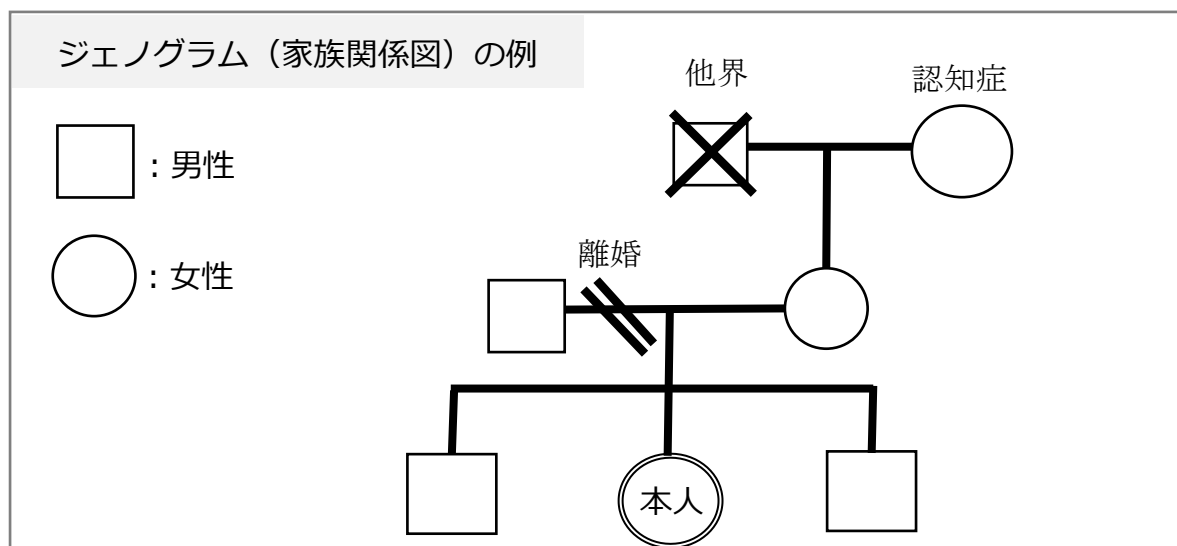 ジェノグラム（家族関係図）の例
：男性
：女性
他界
認知症
離婚
本人